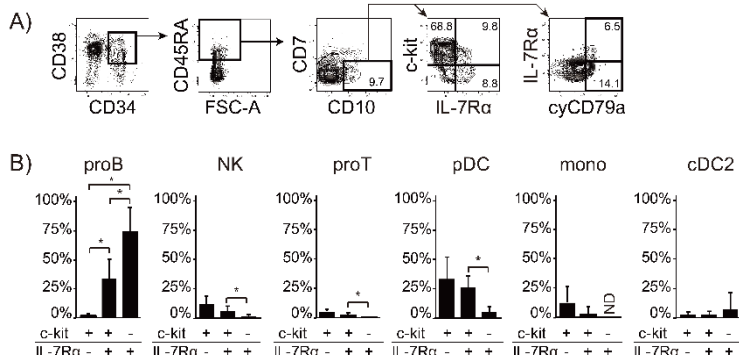 A)
CD38
CD34
CD45RA
FSC-A
CD7
9.7
CD10
c-kit
68.8
9.8
8.8
IL-7Rα
IL-7Rα
6.5
14.1
cyCD79a
B)
proB
NK
proT
pDC
mono
cDC2
100%
75%
50%
25%
0%
*
*
*
c-kit + + -
IL-7Rα - + +
100%
75%
50%
25%
0%
*
c-kit + + -
IL-7Rα - + +
100%
75%
50%
25%
0%
*
c-kit + + -
IL-7Rα - + +
100%
75%
50%
25%
0%
*
c-kit + + -
IL-7Rα - + +
100%
75%
50%
25%
0%
ND
c-kit + + -
IL-7Rα - + +
100%
75%
50%
25%
0%
c-kit + + -
IL-7Rα - + +